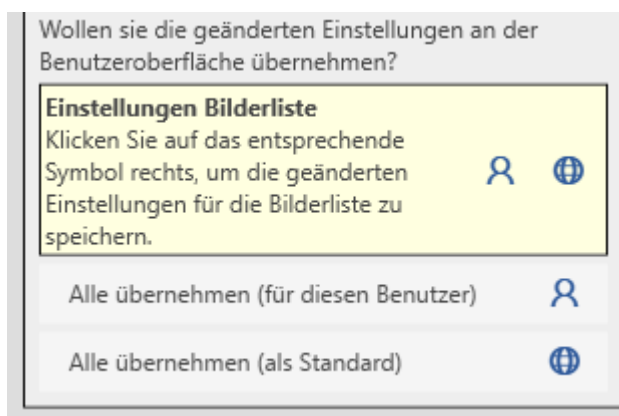 Wollen sie die geänderten Einstellungen an der
Benutzeroberfläche übernehmen?
Einstellungen Bilderliste
Klicken Sie auf das entsprechende
Symbol rechts, um die geänderten
Einstellungen für die Bilderliste zu
speichern.
Alle übernehmen (für diesen Benutzer)
Alle übernehmen (als Standard)